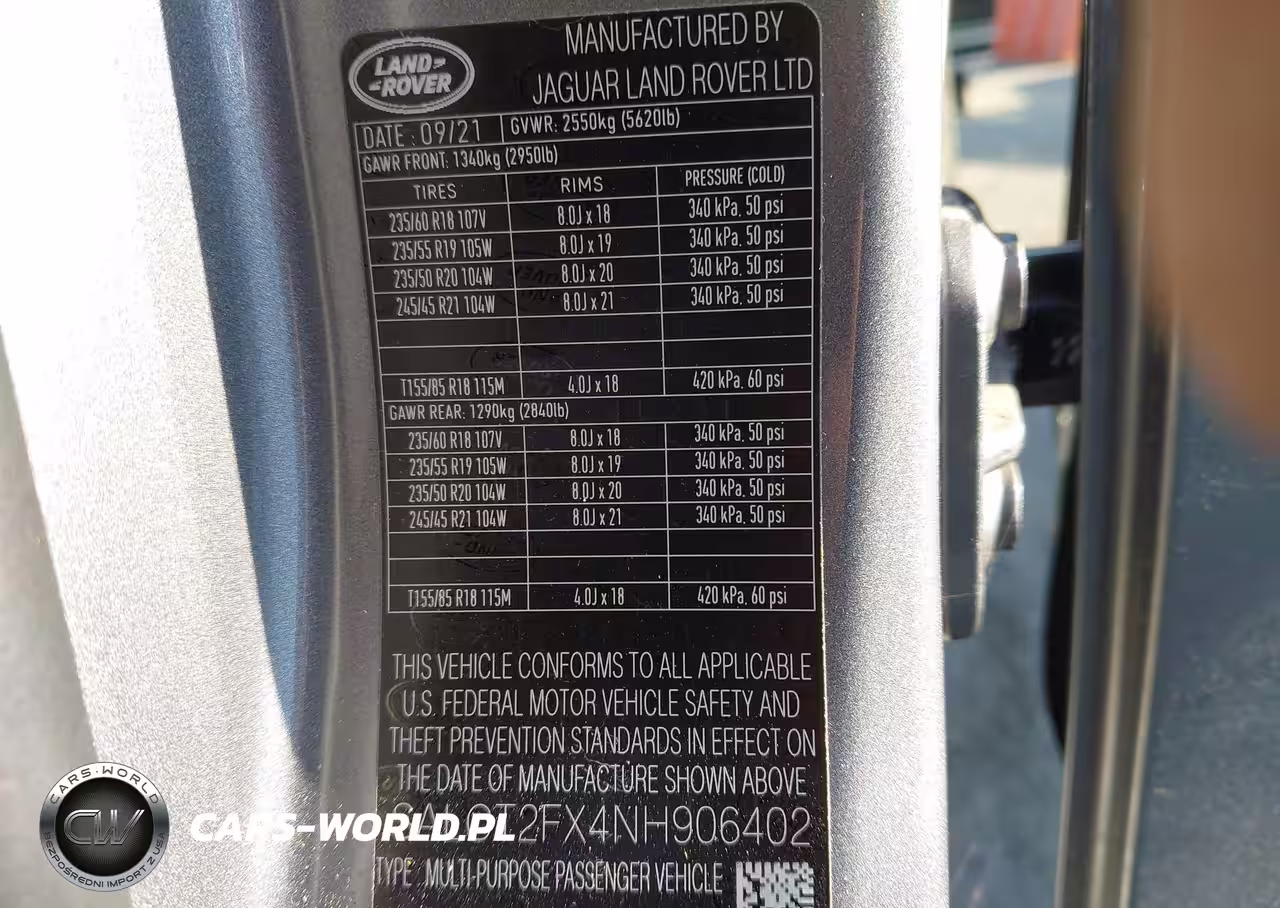 MANUFACTURED BY
JAGUAR LAND ROVER LTD
LAND-
-ROVER
DATE : 09/21 GVWR: 2550kg (5620lb)
GAWR FRONT: 1340kg (2950lb)
TIRES RIMS PRESSURE (COLD)
235/60 R18 107V 8.0J x 18 340 kPa, 50 psi
235/55 R19 105W 8.0J x 19 340 kPa, 50 psi
235/50 R20 104W 8.0J x 20 340 kPa, 50 psi
245/45 R21 104W 8.0J x 21 340 kPa, 50 psi
T155/85 R18 115M 4.0J x 18 420 kPa, 60 psi
GAWR REAR: 1290kg (2840lb)
235/60 R18 107V 8.0J x 18 340 kPa, 50 psi
235/55 R19 105W 8.0J x 19 340 kPa, 50 psi
235/50 R20 104W 8.0J x 20 340 kPa, 50 psi
245/45 R21 104W 8.0J x 21 340 kPa, 50 psi
T155/85 R18 115M 4.0J x 18 420 kPa, 60 psi
THIS VEHICLE CONFORMS TO ALL APPLICABLE
U.S. FEDERAL MOTOR VEHICLE SAFETY AND
THEFT PREVENTION STANDARDS IN EFFECT ON
THE DATE OF MANUFACTURE SHOWN ABOVE
2FX4NH906402
TYPE : MULTI-PURPOSE PASSENGER VEHICLE
CARS-WORLD
CW
BEZPOSREDNI IMPORT Z USA
CARS-WORLD.PL